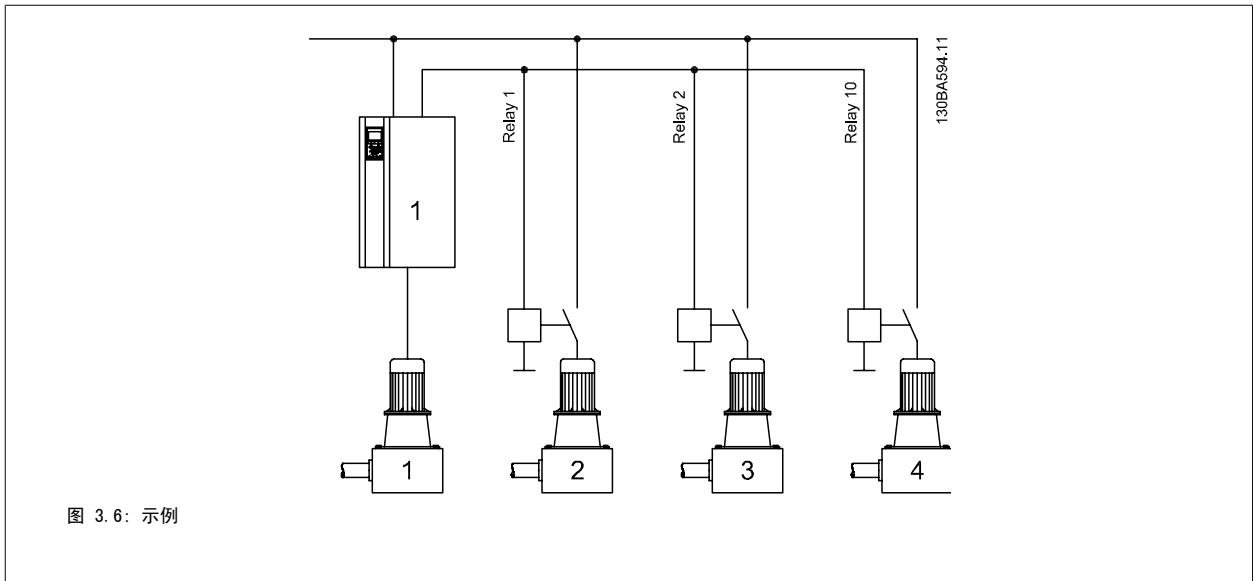 130BA594.11
Relay 1
Relay 2
Relay 10
1
1
2
3
4
图 3.6: 示例